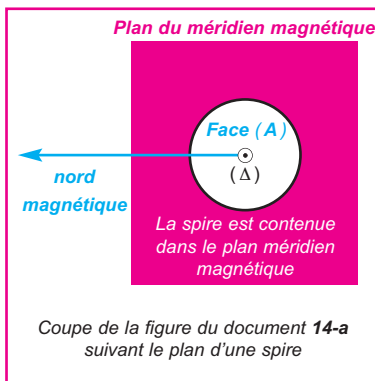 Plan du méridien magnétique
Face (A)
(Δ)
nord
magnétique
La spire est contenue
dans le plan méridien
magnétique
Coupe de la figure du document 14-a
suivant le plan d'une spire